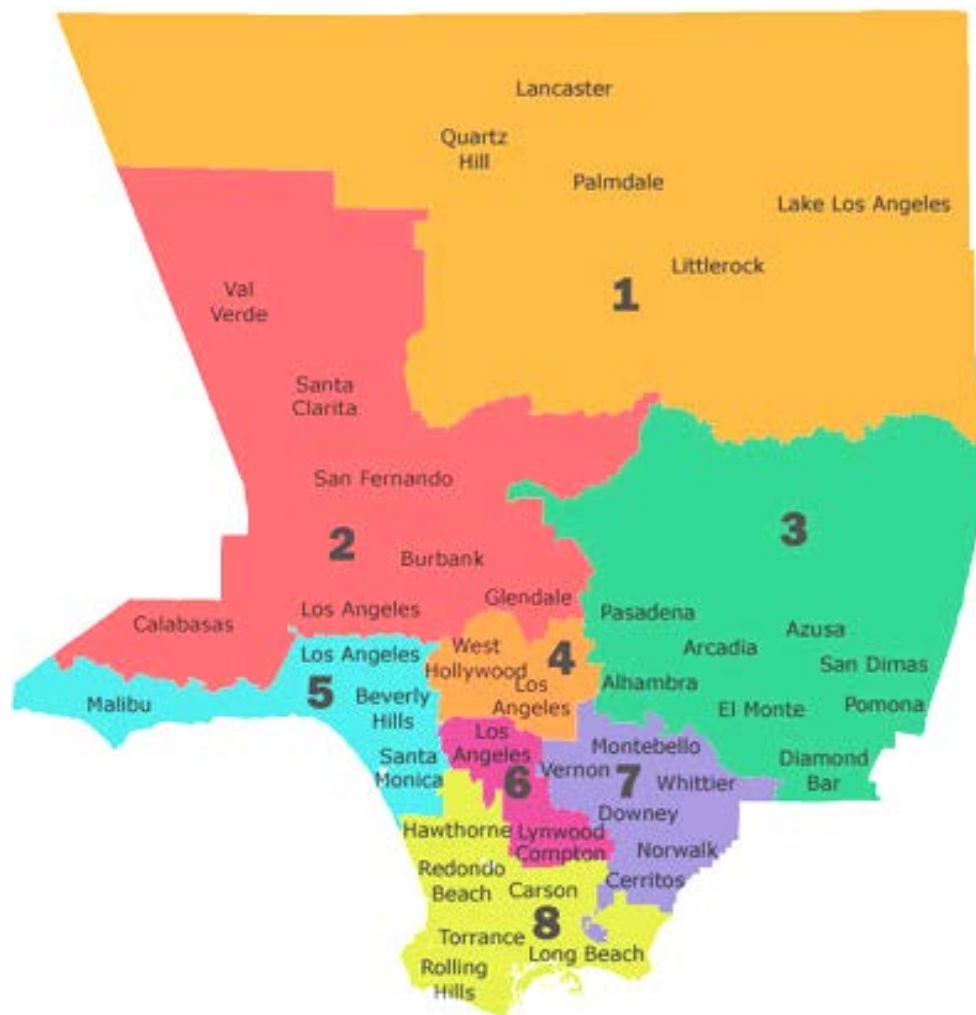 Lancaster
Quartz
Hill
Palmdale
Lake Los Angeles
Littlerock
1
Val
Verde
Santa
Clarita
San Fernando
2
Burbank
Glendale
Los Angeles
Calabasas
3
Pasadena
Arcadia
Azusa
San Dimas
Alhambra
El Monte
Pomona
Diamond
Bar
West
Hollywood
4
Los
Angeles
Los Angeles
5
Malibu
Beverly
Hills
Santa
Monica
Los
Angeles
6
Lynwood
Compton
Montebello
Vernon
7
Whittier
Downey
Norwalk
Cerritos
Hawthorne
Redondo
Beach
Carson
8
Torrance
Long Beach
Rolling
Hills